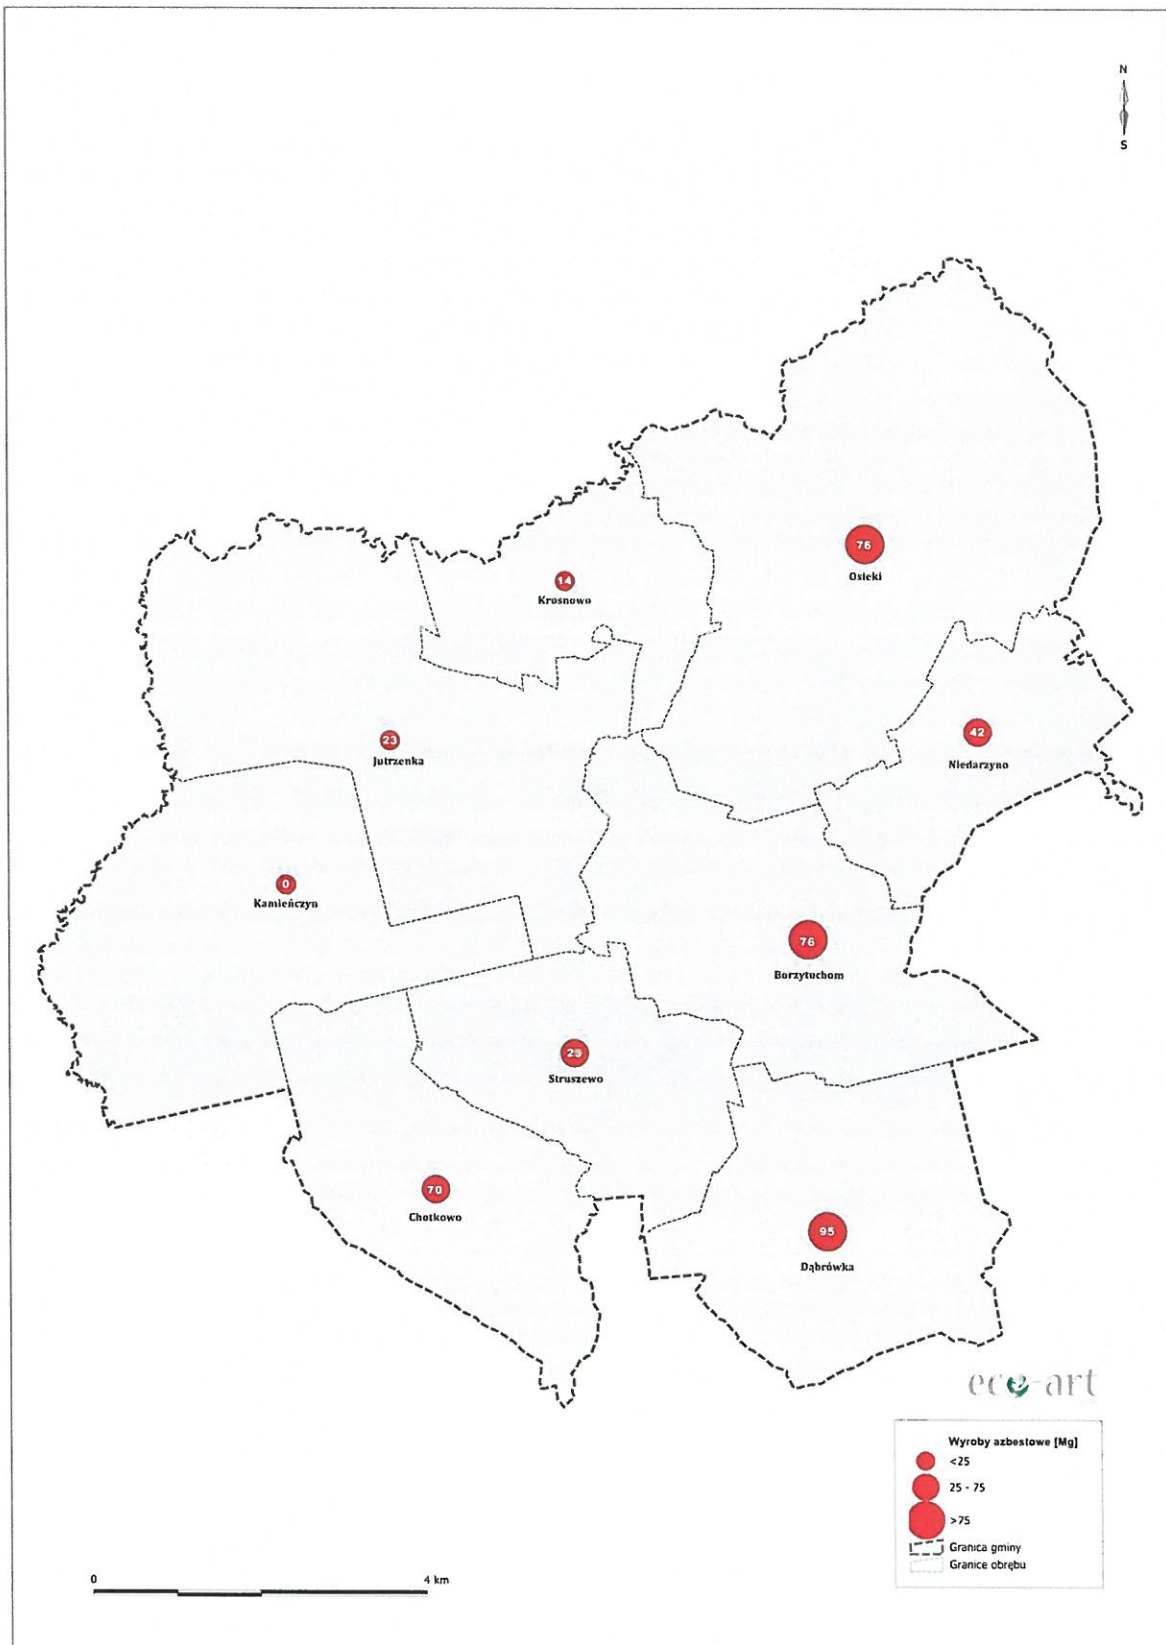 N
S
76
Osieki
14
Krosnowo
42
Niedarzyno
23
Jutrzenka
0
Kamieńczyn
76
Borzytuchom
29
Struszewo
70
Chotkowo
95
Dąbrówka
eco-art
Wyroby azbestowe [Mg]
<25
25 - 75
>75
Granica gminy
Granice obrębu
0 4 km